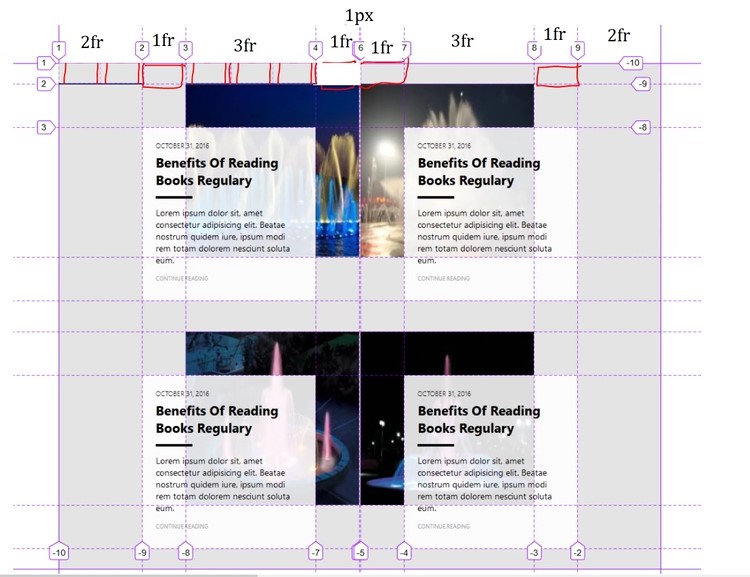 1px
2fr 1fr 3fr 1fr 1fr 3fr 1fr 2fr
1 2 3 4 6 7 8 9
1 -10
2 -9
3 -8
OCTOBER 31, 2016
Benefits Of Reading
Books Regulary
Lorem ipsum dolor sit, amet
consectetur adipisicing elit. Beatae
nostrum quidem iure, ipsum modi
rem totam dolorem nesciunt soluta
eum.
CONTINUE READING
OCTOBER 31, 2016
Benefits Of Reading
Books Regulary
Lorem ipsum dolor sit, amet
consectetur adipisicing elit. Beatae
nostrum quidem iure, ipsum modi
rem totam dolorem nesciunt soluta
eum.
CONTINUE READING
OCTOBER 31, 2016
Benefits Of Reading
Books Regulary
Lorem ipsum dolor sit, amet
consectetur adipisicing elit. Beatae
nostrum quidem iure, ipsum modi
rem totam dolorem nesciunt soluta
eum.
CONTINUE READING
OCTOBER 31, 2016
Benefits Of Reading
Books Regulary
Lorem ipsum dolor sit, amet
consectetur adipisicing elit. Beatae
nostrum quidem iure, ipsum modi
rem totam dolorem nesciunt soluta
eum.
CONTINUE READING
-10 -9 -8 -7 -5 -4 -3 -2